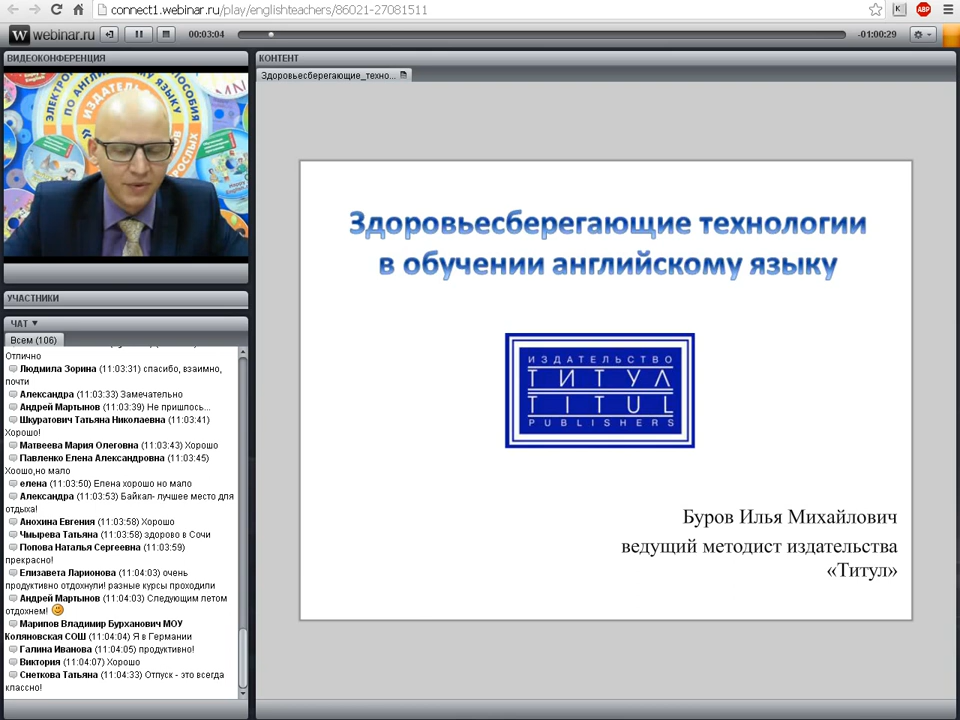 connect1.webinar.ru/play/englishteachers/86021-27081511
ABP
webinar.ru
00:03:04
-01:00:29
ВИДЕОКОНФЕРЕНЦИЯ
КОНТЕНТ
Здоровьесберегающие_техно...
УЧАСТНИКИ
ЧАТ
Всем (106)
Отлично
Людмила Зорина (11:03:31) спасибо, взаимно,
почти
Александра (11:03:33) Замечательно
Андрей Мартынов (11:03:39) Не пришлось...
Шкуратович Татьяна Николаевна (11:03:41)
Хорошо!
Матвеева Мария Олеговна (11:03:43) Хорошо
Павленко Елена Александровна (11:03:45)
Хоошо,но мало
елена (11:03:50) Елена хорошо но мало
Александра (11:03:53) Байкал- лучшее место для
отдыха!
Анохина Евгения (11:03:58) Хорошо
Чмырева Татьяна (11:03:58) здорово в Сочи
Попова Наталья Сергеевна (11:03:59)
прекрасно!
Елизавета Ларионова (11:04:03) очень
продуктивно отдохнули! разные курсы проходили
Андрей Мартынов (11:04:03) Следующим летом
отдохнем!
Марипов Владимир Бурханович МОУ
Коляновская СОШ (11:04:04) Я в Германии
Галина Иванова (11:04:05) продуктивно!
Виктория (11:04:07) Хорошо
Снеткова Татьяна (11:04:33) Отпуск - это всегда
классно!
Здоровьесберегающие технологии
в обучении английскому языку
ИЗДАТЕЛЬСТВО
ТИТУЛ
TITUL
PUBLISHERS
Буров Илья Михайлович
ведущий методист издательства
«Титул»